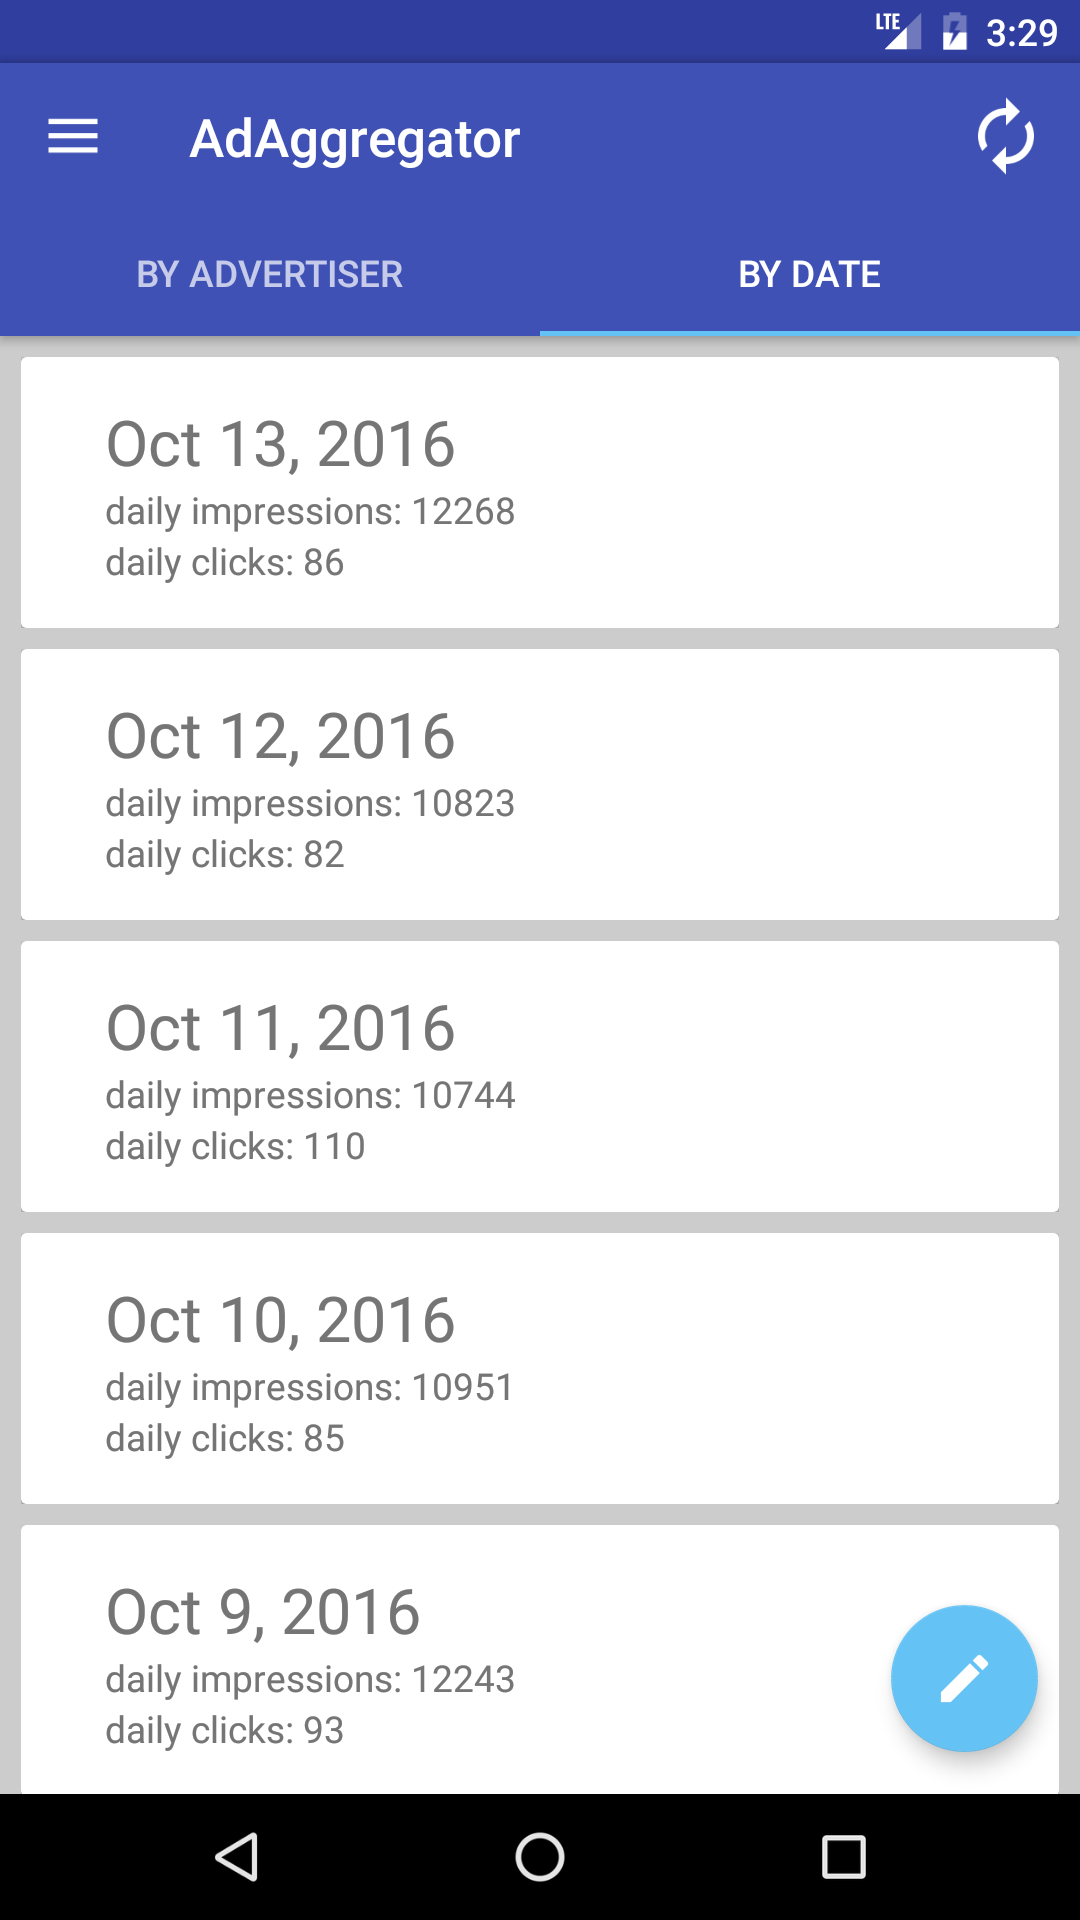 LTE 3:29
AdAggregator
BY ADVERTISER BY DATE
Oct 13, 2016
daily impressions: 12268
daily clicks: 86
Oct 12, 2016
daily impressions: 10823
daily clicks: 82
Oct 11, 2016
daily impressions: 10744
daily clicks: 110
Oct 10, 2016
daily impressions: 10951
daily clicks: 85
Oct 9, 2016
daily impressions: 12243
daily clicks: 93